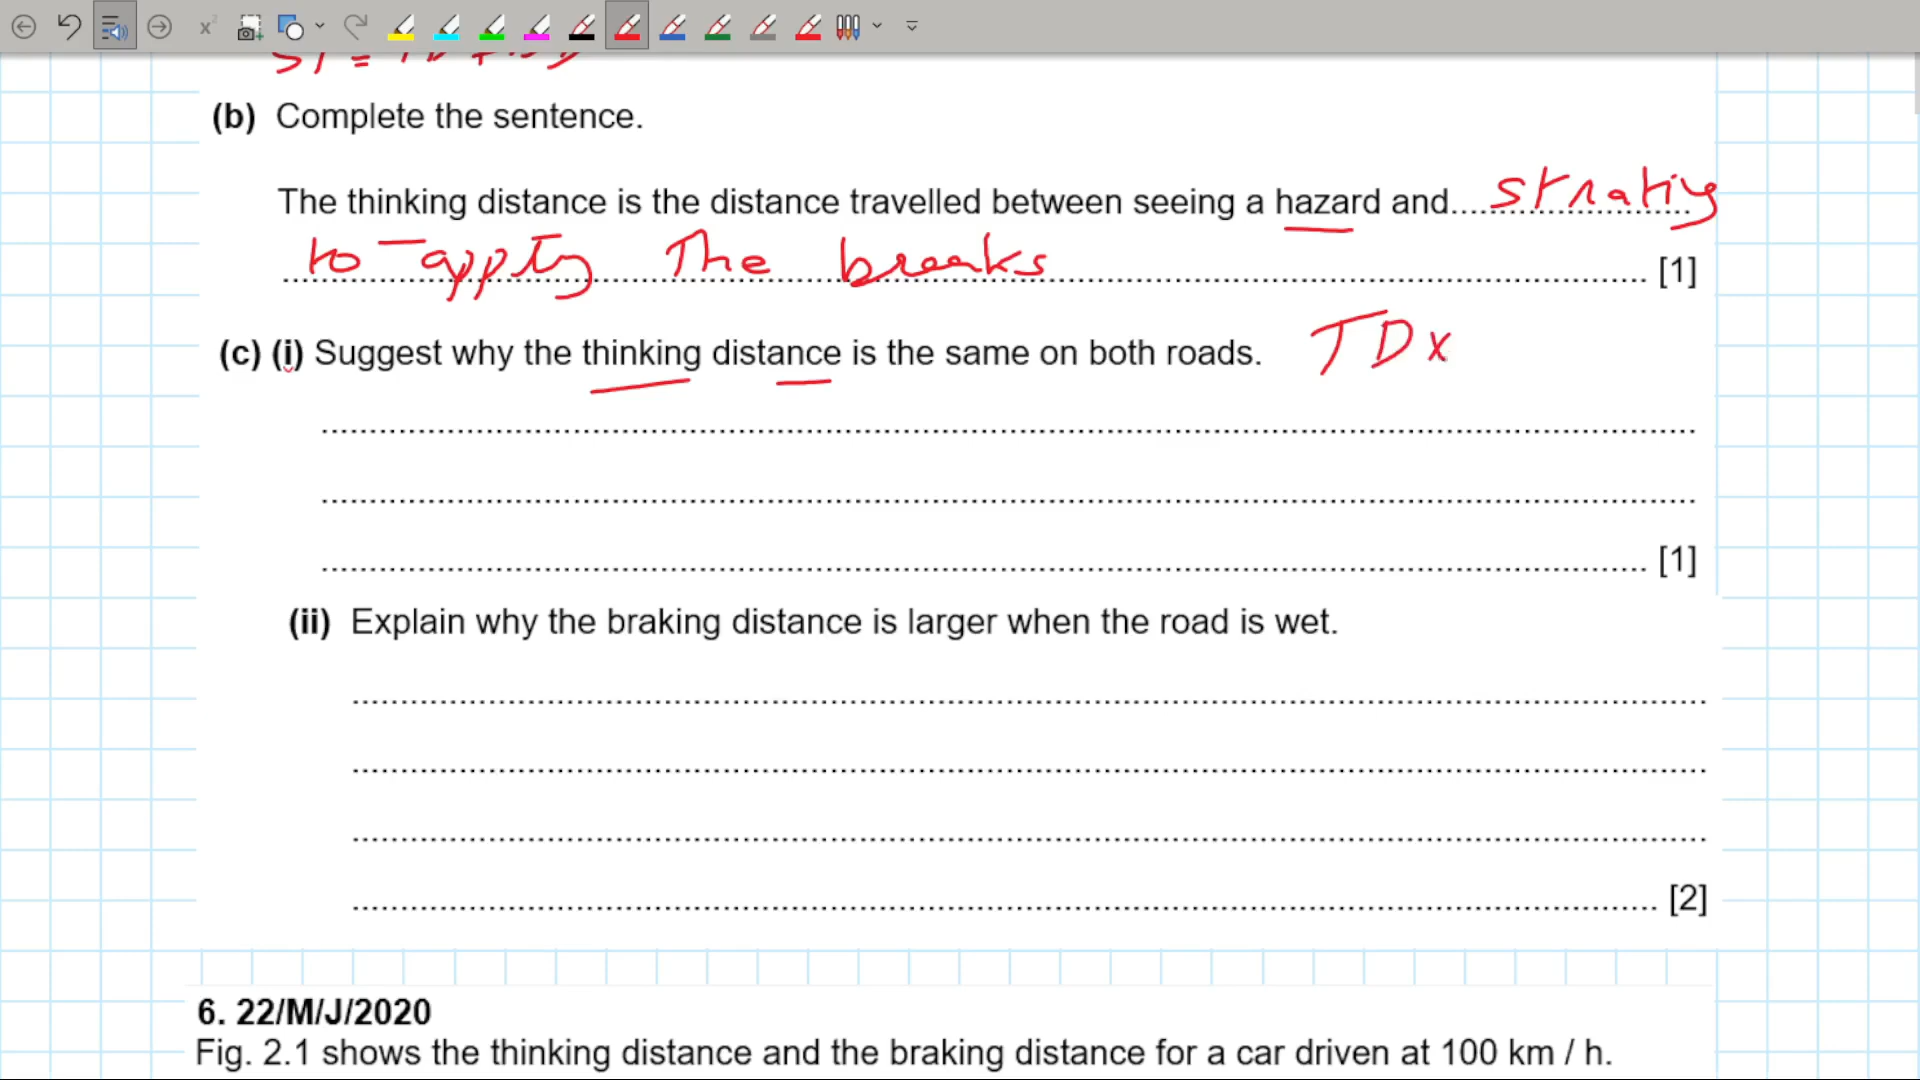 (b) Complete the sentence.
The thinking distance is the distance travelled between seeing a hazard and.... strating
to apply the breaks [1]
(c) (i) Suggest why the thinking distance is the same on both roads. TDx
[1]
(ii) Explain why the braking distance is larger when the road is wet.
[2]
6. 22/M/J/2020
Fig. 2.1 shows the thinking distance and the braking distance for a car driven at 100 km / h.